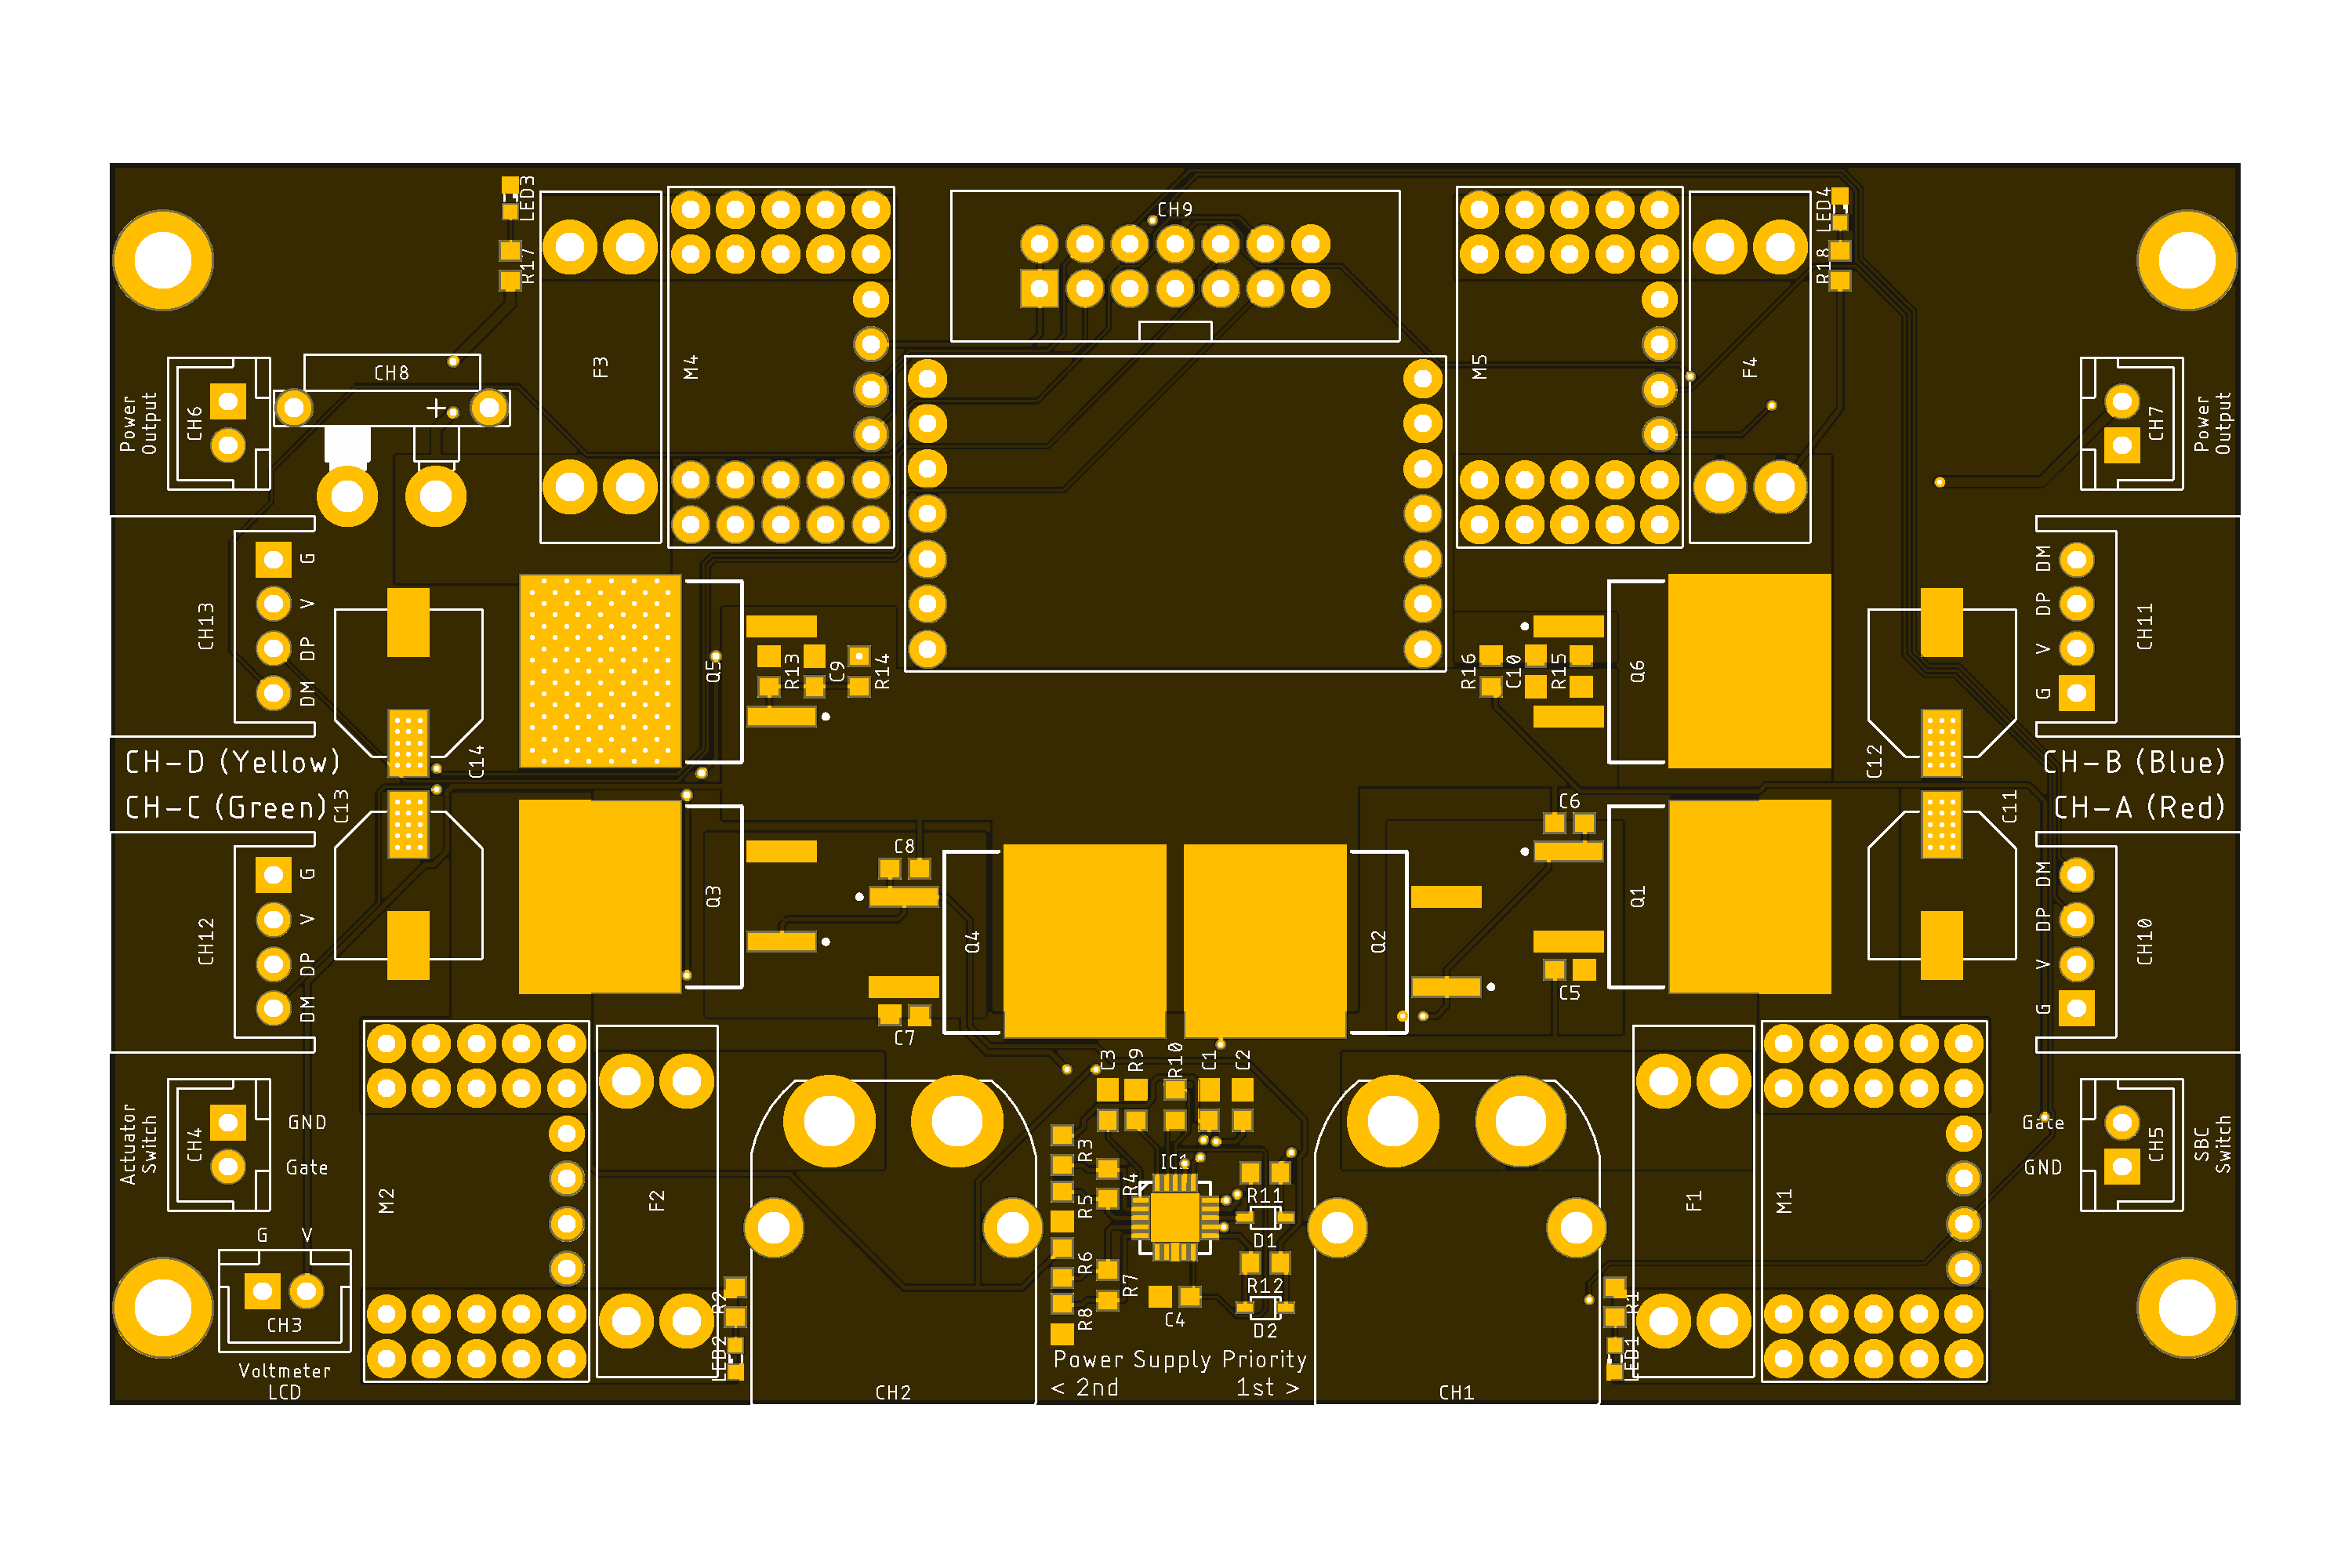 LED3
R17
F3
M4
CH9
M5
F4
LED4
R18
CH8
+
Power
Output
CH6
CH7
Power
Output
CH13
G
V
DP
DM
Q5
R13
C9
R14
R16
C10
R15
Q6
DM
DP
V
G
CH11
CH-D (Yellow)
C14
C12
CH-B (Blue)
CH-C (Green)
C13
C11
CH-A (Red)
C6
C8
CH12
G
V
DP
DM
Q3
Q4
Q2
Q1
C5
C7
DM
DP
V
G
CH10
C3
R9
R10
C1
C2
Actuator
Switch
CH4
GND
Gate
M2
F2
R3
R4
R5
IC1
R11
D1
F1
M1
Gate
GND
CH5
SBC
Switch
G V
CH3
Voltmeter
LCD
R2
LED2
R6
R7
R8
C4
R12
D2
R1
LED1
Power Supply Priority
< 2nd 1st >
CH2
CH1